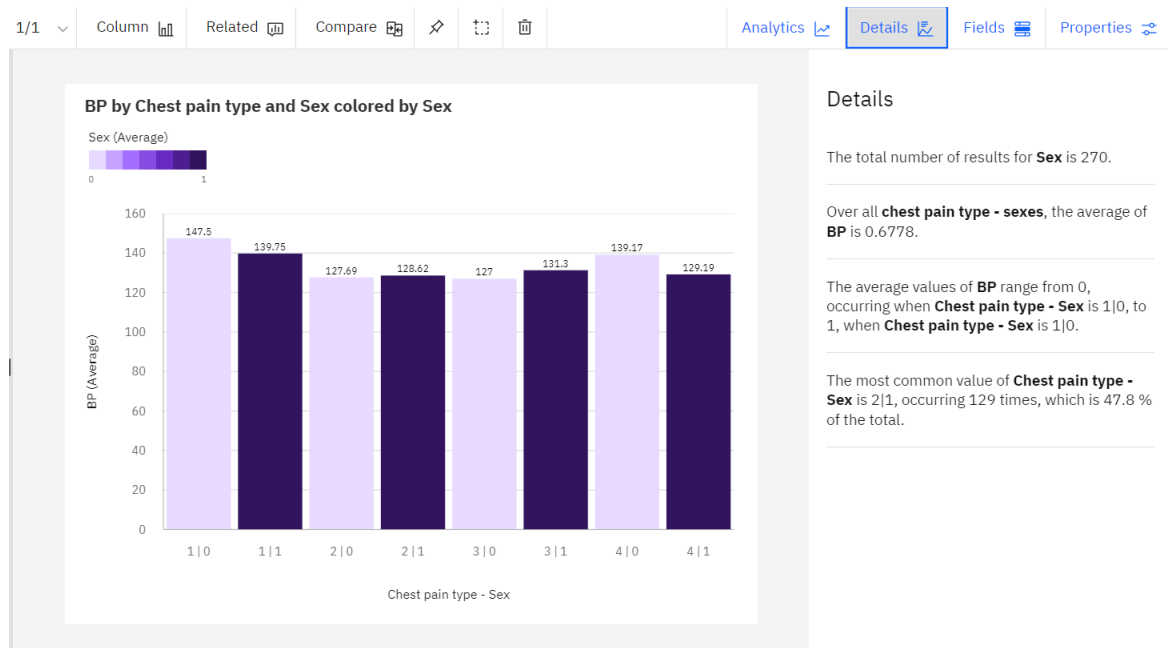 1/1 Column Related Compare Analytics Details Fields Properties
BP by Chest pain type and Sex colored by Sex
Sex (Average)
0 1
160
140
120
100
80
60
40
20
0
BP (Average)
147.5
139.75
127.69
128.62
127
131.3
139.17
129.19
1|0 1|1 2|0 2|1 3|0 3|1 4|0 4|1
Chest pain type - Sex
Details
The total number of results for Sex is 270.
Over all chest pain type - sexes, the average of
BP is 0.6778.
The average values of BP range from 0,
occurring when Chest pain type - Sex is 1|0, to
1, when Chest pain type - Sex is 1|0.
The most common value of Chest pain type -
Sex is 2|1, occurring 129 times, which is 47.8 %
of the total.